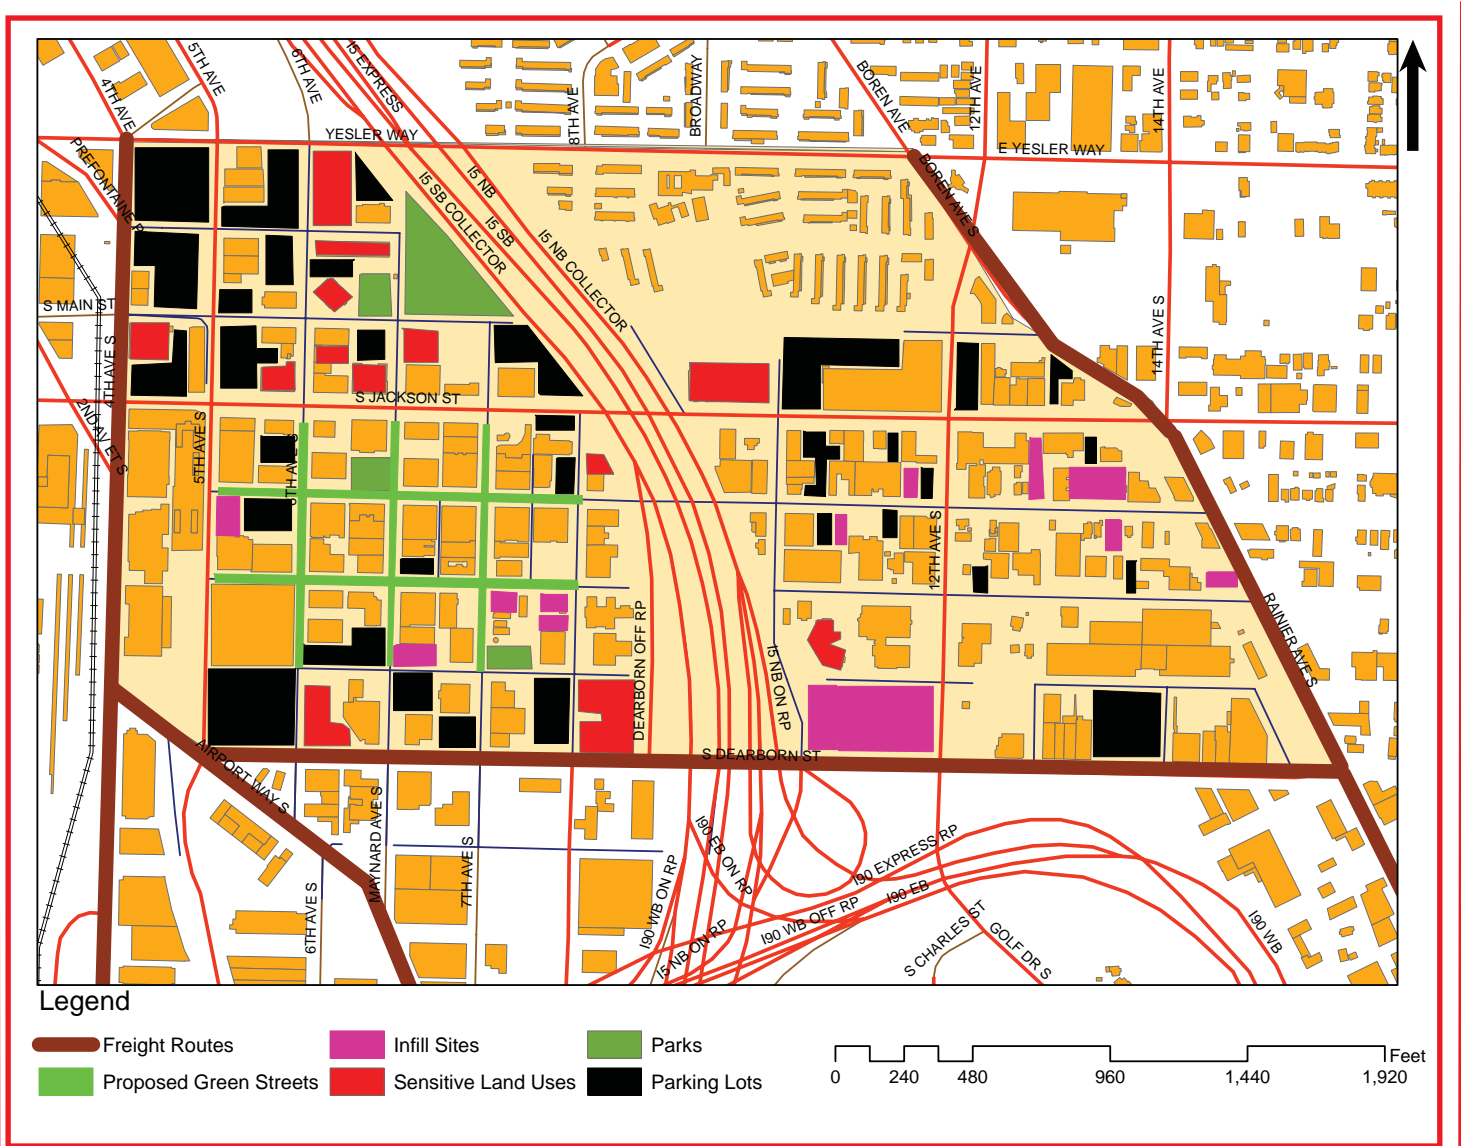 5TH AVE
6TH AVE
I5 EXPRESS
4TH AVE
8TH AVE
BROADWAY
BOREN AVE
12TH AVE
14TH AVE
YESLER WAY
E YESLER WAY
PREFONTAINE P
I5 SB COLLECTOR
I5 NB
I5 SB
I5 NB COLLECTOR
BOREN AVE S
S MAIN ST
4TH AVE S
14TH AVE S
S JACKSON ST
2ND AV ET S
5TH AVE S
6TH AVE S
12TH AVE S
DEARBORN OFF RP
I5 NB ON RP
RAINIER AVE S
S DEARBORN ST
AIRPORT WAY S
MAYNARD AVE S
7TH AVE S
6TH AVE S
I90 EB ON RP
I90 WB ON RP
I5 NB ON RP
I90 WB OFF RP
I90 EXPRESS RP
I90 EB
S CHARLES ST
GOLF DR S
I90 WB
Legend
Freight Routes
Infill Sites
Parks
Proposed Green Streets
Sensitive Land Uses
Parking Lots
Feet
0 240 480 960 1,440 1,920